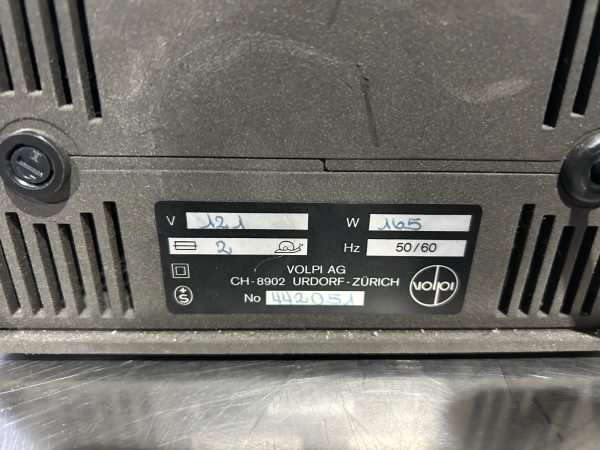 V 121 W 165
2 Hz 50/60
VOLPI AG
CH-8902 URDORF-ZÜRICH
S
No 442051
VOLPI